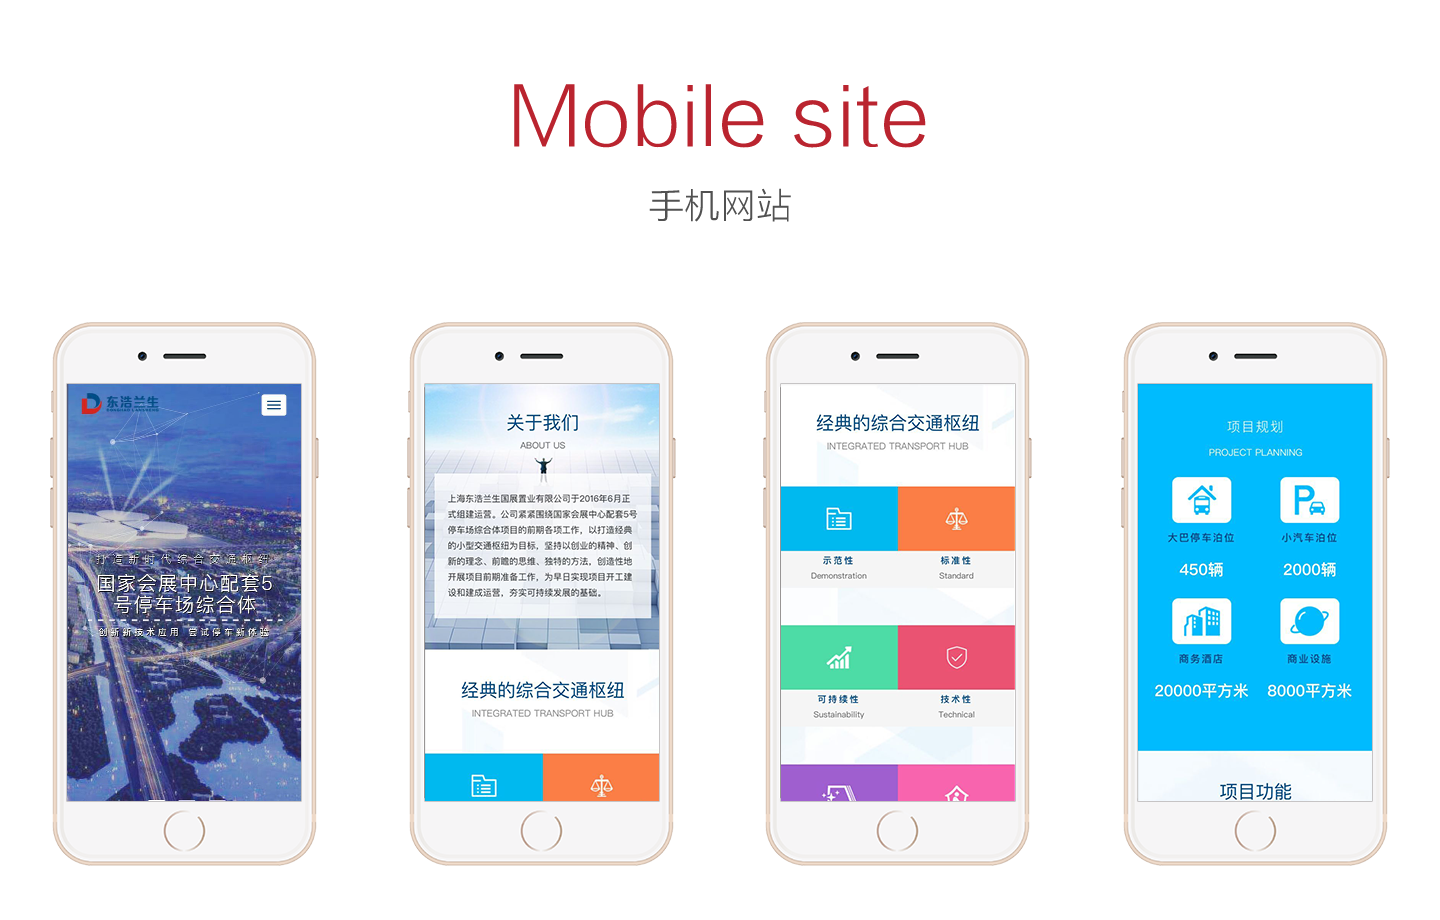 Mobile site
手机网站
东浩兰生
打造新时代综合交通枢纽
国家会展中心配套5
号停车场综合体
创新新技术应用 尝试停车新体验
关于我们
ABOUT US
上海东浩兰生国展置业有限公司于2016年6月正
式组建运营。公司紧紧围绕国家会展中心配套5号
停车场综合体项目的前期各项工作，以打造经典
的小型交通枢纽为目标，坚持以创业的精神、创
新的理念、前瞻的思维、独特的方法，创造性地
开展项目前期准备工作，为早日实现项目开工建
设和建成运营，夯实可持续发展的基础。
经典的综合交通枢纽
INTEGRATED TRANSPORT HUB
经典的综合交通枢纽
INTEGRATED TRANSPORT HUB
示范性
Demonstration
标准性
Standard
可持续性
Sustainability
技术性
Technical
项目规划
PROJECT PLANNING
大巴停车泊位
450辆
P
小汽车泊位
2000辆
商务酒店
20000平方米
商业设施
8000平方米
项目功能